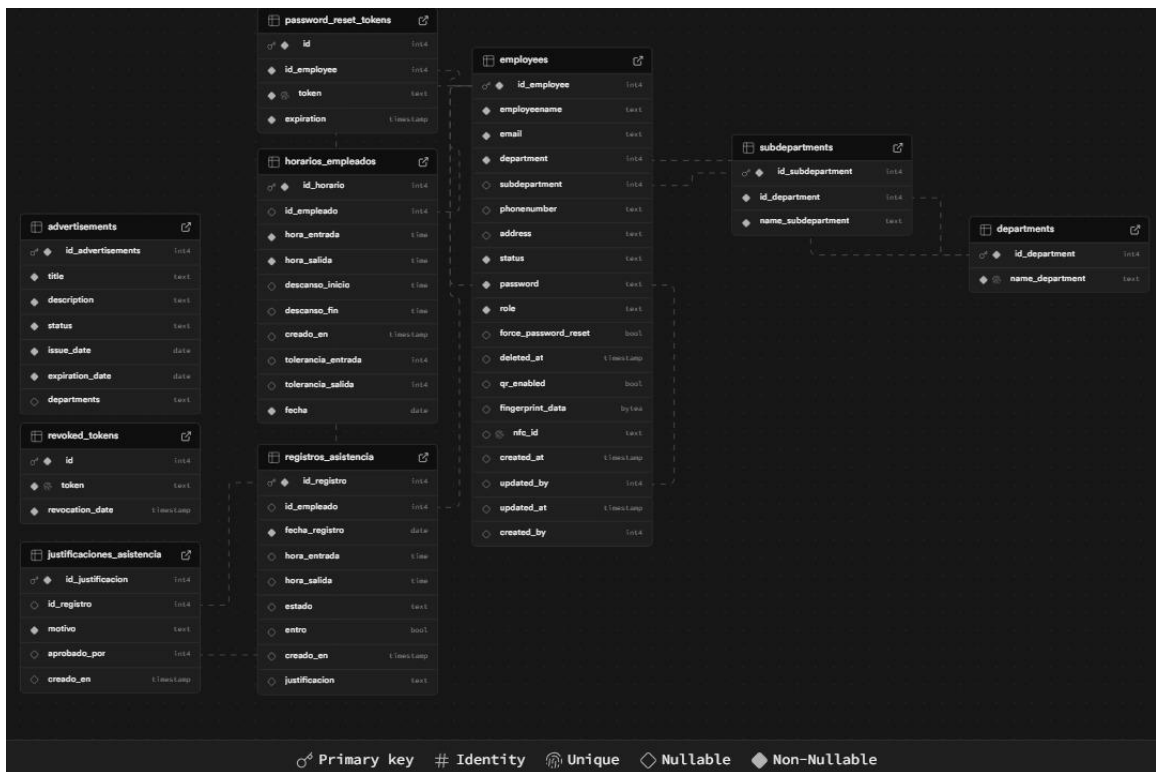 password_reset_tokens
id int4
id_employee int4
token text
expiration timestamp
employees
id_employee int4
employeename text
email text
department int4
subdepartment int4
phonenumber text
address text
status text
password text
role text
force_password_reset bool
deleted_at timestamp
qr_enabled bool
fingerprint_data bytea
nfc_id text
created_at timestamp
updated_by int4
updated_at timestamp
created_by int4
subdepartments
id_subdepartment int4
id_department int4
name_subdepartment text
departments
id_department int4
name_department text
horarios_empleados
id_horario int4
id_empleado int4
hora_entrada time
hora_salida time
descanso_inicio time
descanso_fin time
creado_en timestamp
tolerancia_entrada int4
tolerancia_salida int4
fecha date
advertisements
id_advertisements int4
title text
description text
status text
issue_date date
expiration_date date
departments text
revoked_tokens
id int4
token text
revocation_date timestamp
registros_asistencia
id_registro int4
id_empleado int4
fecha_registro date
hora_entrada time
hora_salida time
estado text
entro bool
creado_en timestamp
justificacion text
justificaciones_asistencia
id_justificacion int4
id_registro int4
motivo text
aprobado_por int4
creado_en timestamp
Primary key # Identity Unique Nullable Non-Nullable